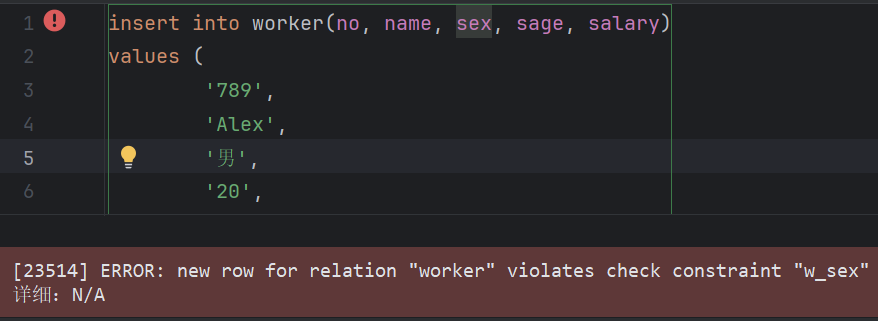 1 insert into worker(no, name, sex, sage, salary)
2 values (
3 '789',
4 'Alex',
5 '男',
6 '20',
[23514] ERROR: new row for relation "worker" violates check constraint "w_sex"
详细：N/A